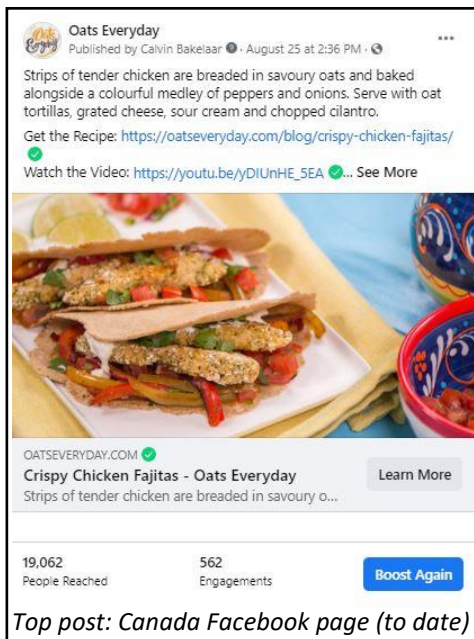 Oats Everyday
Oats Everyday
Published by Calvin Bakelaar · August 25 at 2:36 PM ·
Strips of tender chicken are breaded in savoury oats and baked
alongside a colourful medley of peppers and onions. Serve with oat
tortillas, grated cheese, sour cream and chopped cilantro.
Get the Recipe: https://oatseveryday.com/blog/crispy-chicken-fajitas/
Watch the Video: https://youtu.be/yDIUnHE_5EA ... See More
OATSEVERYDAY.COM
Crispy Chicken Fajitas - Oats Everyday
Learn More
Strips of tender chicken are breaded in savoury o...
19,062
People Reached
562
Engagements
Boost Again
Top post: Canada Facebook page (to date)